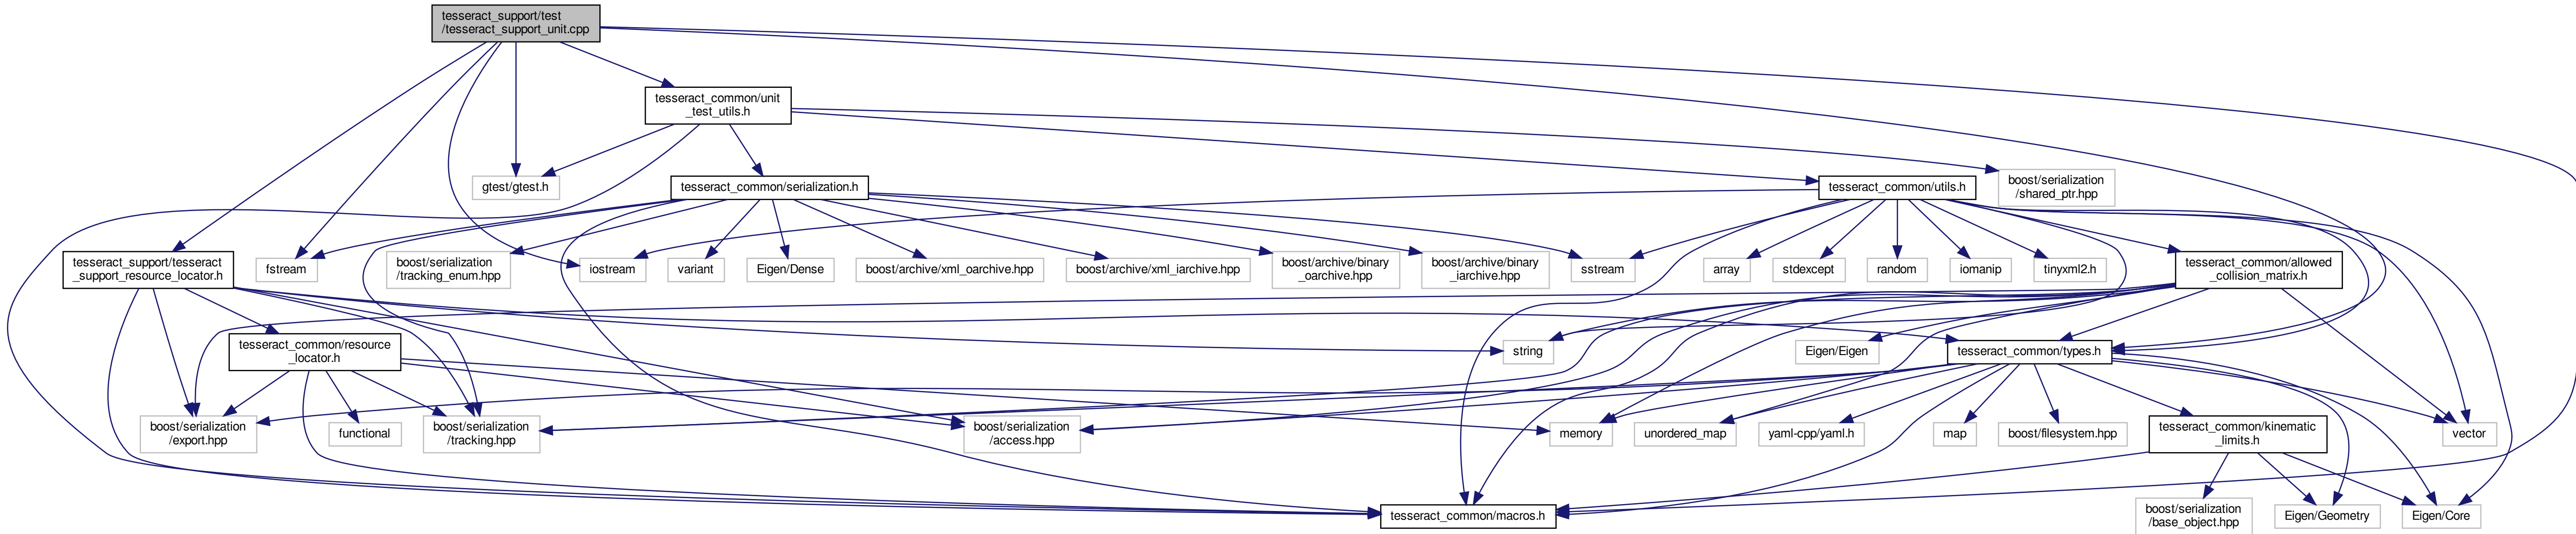 tesseract_support/test
/tesseract_support_unit.cpp
tesseract_common/unit
_test_utils.h
gtest/gtest.h
tesseract_common/serialization.h
tesseract_common/utils.h
boost/serialization
/shared_ptr.hpp
tesseract_support/tesseract
_support_resource_locator.h
fstream
boost/serialization
/tracking_enum.hpp
iostream
variant
Eigen/Dense
boost/archive/xml_oarchive.hpp
boost/archive/xml_iarchive.hpp
boost/archive/binary
_oarchive.hpp
boost/archive/binary
_iarchive.hpp
sstream
array
stdexcept
random
iomanip
tinyxml2.h
tesseract_common/allowed
_collision_matrix.h
tesseract_common/resource
_locator.h
string
Eigen/Eigen
tesseract_common/types.h
boost/serialization
/export.hpp
functional
boost/serialization
/tracking.hpp
boost/serialization
/access.hpp
memory
unordered_map
yaml-cpp/yaml.h
map
boost/filesystem.hpp
tesseract_common/kinematic
_limits.h
vector
tesseract_common/macros.h
boost/serialization
/base_object.hpp
Eigen/Geometry
Eigen/Core